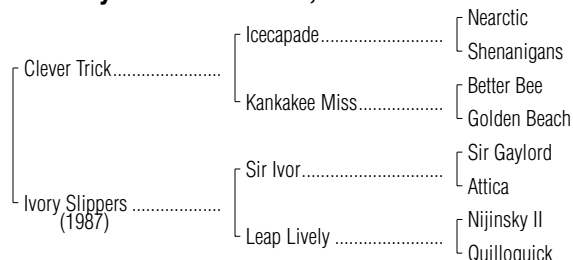 Nearctic
Icecapade
Shenanigans
Clever Trick
Better Bee
Kankakee Miss
Golden Beach
Sir Gaylord
Sir Ivor
Attica
Ivory Slippers
(1987)
Nijinsky II
Leap Lively
Quilloquick